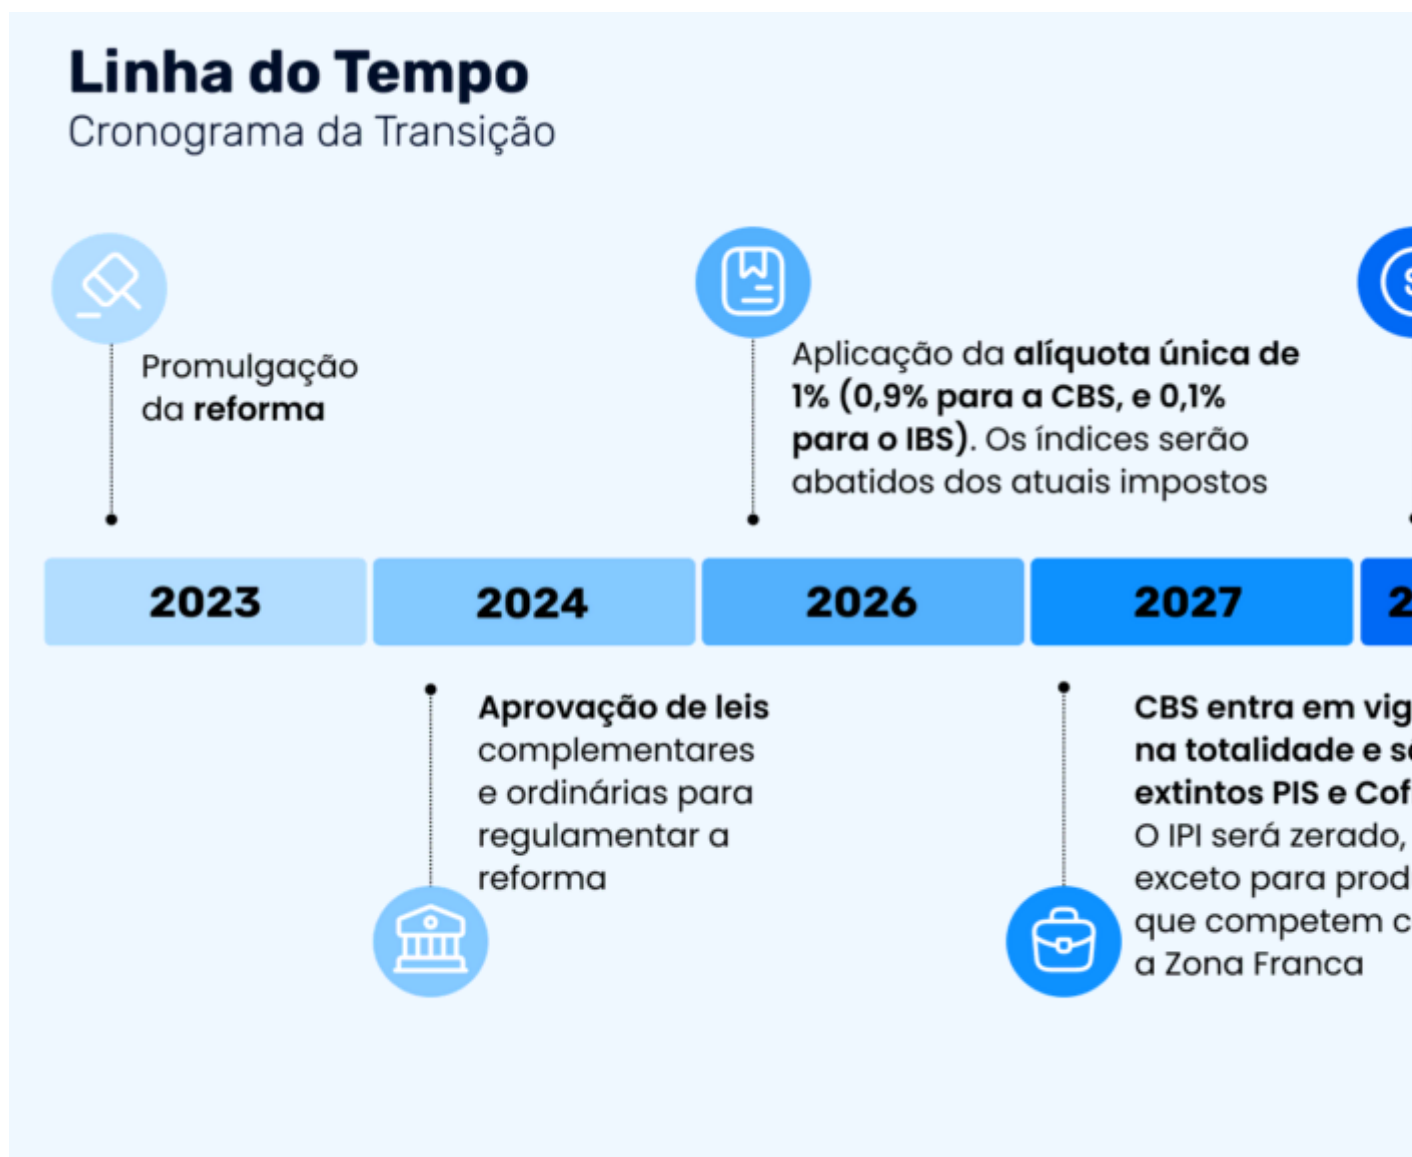 Linha do Tempo
Cronograma da Transição
Promulgação
da reforma
Aplicação da alíquota única de
1% (0,9% para a CBS, e 0,1%
para o IBS). Os índices serão
abatidos dos atuais impostos
2023
2024
2026
2027
Aprovação de leis
complementares
e ordinárias para
regulamentar a
reforma
CBS entra em
na totalidade e
extintos PIS e
O IPI será zerado,
exceto para
que competem
a Zona Franca